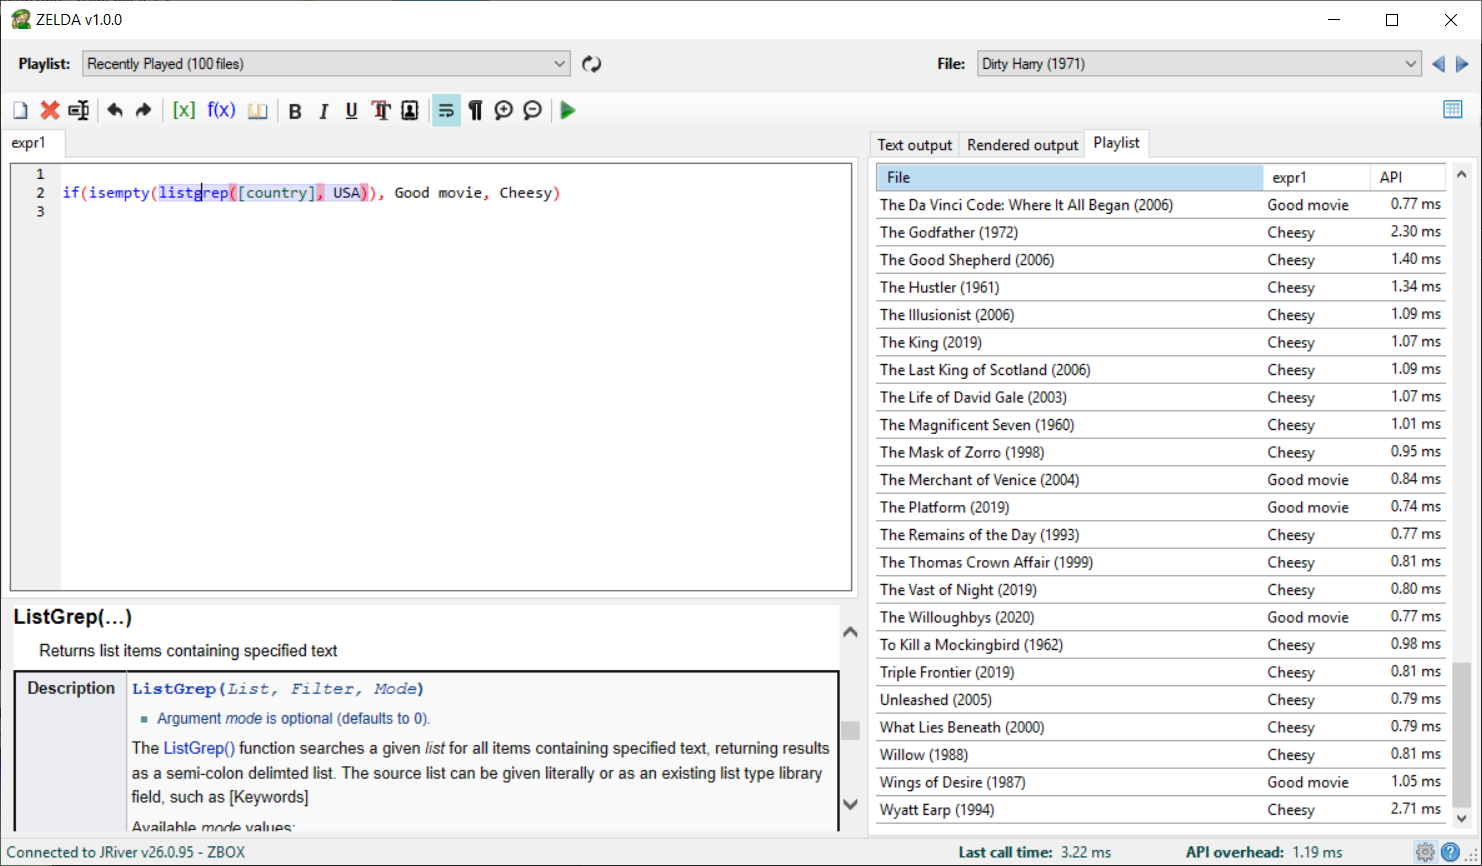 ZELDA v1.0.0
Playlist: Recently Played (100 files) File: Dirty Harry (1971)
[x] f(x) B I U T
expr1
1
2 if(isempty(listgrep([country], USA)), Good movie, Cheesy)
3
ListGrep(...)
Returns list items containing specified text
Description ListGrep(List, Filter, Mode)
Argument mode is optional (defaults to 0).
The ListGrep() function searches a given list for all items containing specified text, returning results
as a semi-colon delimted list. The source list can be given literally or as an existing list type library
field, such as [Keywords]
Available mode values:
Text output Rendered output Playlist
File expr1 API
The Da Vinci Code: Where It All Began (2006) Good movie 0.77 ms
The Godfather (1972) Cheesy 2.30 ms
The Good Shepherd (2006) Cheesy 1.40 ms
The Hustler (1961) Cheesy 1.34 ms
The Illusionist (2006) Cheesy 1.09 ms
The King (2019) Cheesy 1.07 ms
The Last King of Scotland (2006) Cheesy 1.09 ms
The Life of David Gale (2003) Cheesy 1.07 ms
The Magnificent Seven (1960) Cheesy 1.01 ms
The Mask of Zorro (1998) Cheesy 0.95 ms
The Merchant of Venice (2004) Good movie 0.84 ms
The Platform (2019) Good movie 0.74 ms
The Remains of the Day (1993) Cheesy 0.77 ms
The Thomas Crown Affair (1999) Cheesy 0.81 ms
The Vast of Night (2019) Cheesy 0.80 ms
The Willoughbys (2020) Good movie 0.77 ms
To Kill a Mockingbird (1962) Cheesy 0.98 ms
Triple Frontier (2019) Cheesy 0.81 ms
Unleashed (2005) Cheesy 0.79 ms
What Lies Beneath (2000) Cheesy 0.79 ms
Willow (1988) Cheesy 0.81 ms
Wings of Desire (1987) Good movie 1.05 ms
Wyatt Earp (1994) Cheesy 2.71 ms
Connected to JRiver v26.0.95 - ZBOX Last call time: 3.22 ms API overhead: 1.19 ms